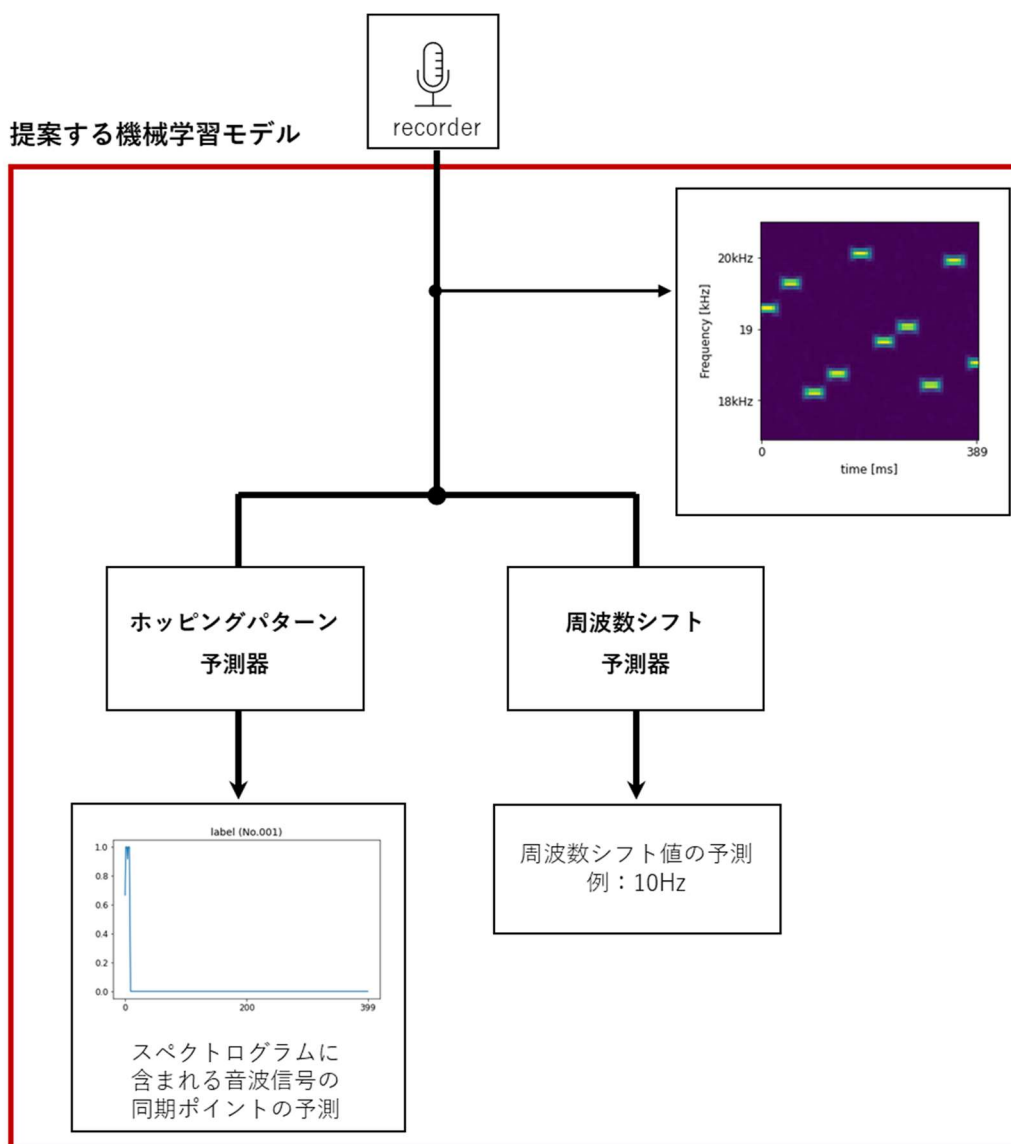 recorder
提案する機械学習モデル
20kHz
19
18kHz
Frequency [kHz]
0
389
time [ms]
ホッピングパターン
予測器
周波数シフト
予測器
label (No.001)
1.0
0.8
0.6
0.4
0.2
0.0
0
200
399
スペクトログラムに
含まれる音波信号の
同期ポイントの予測
周波数シフト値の予測
例：10Hz